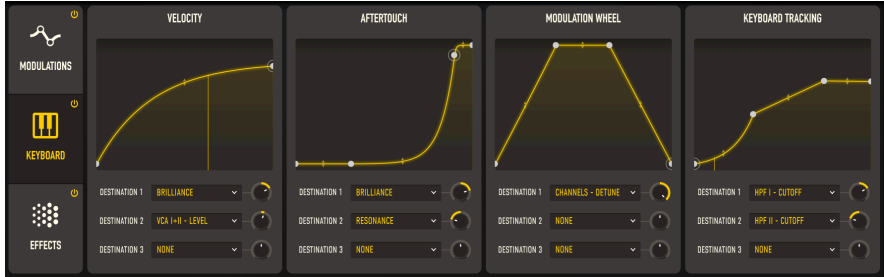 VELOCITY
AFTERTOUCH
MODULATION WHEEL
KEYBOARD TRACKING
MODULATIONS
KEYBOARD
EFFECTS
DESTINATION 1 BRILLIANCE
DESTINATION 2 VCA I+II - LEVEL
DESTINATION 3 NONE
DESTINATION 1 BRILLIANCE
DESTINATION 2 RESONANCE
DESTINATION 3 NONE
DESTINATION 1 CHANNELS - DETUNE
DESTINATION 2 NONE
DESTINATION 3 NONE
DESTINATION 1 HPF I - CUTOFF
DESTINATION 2 HPF II - CUTOFF
DESTINATION 3 NONE